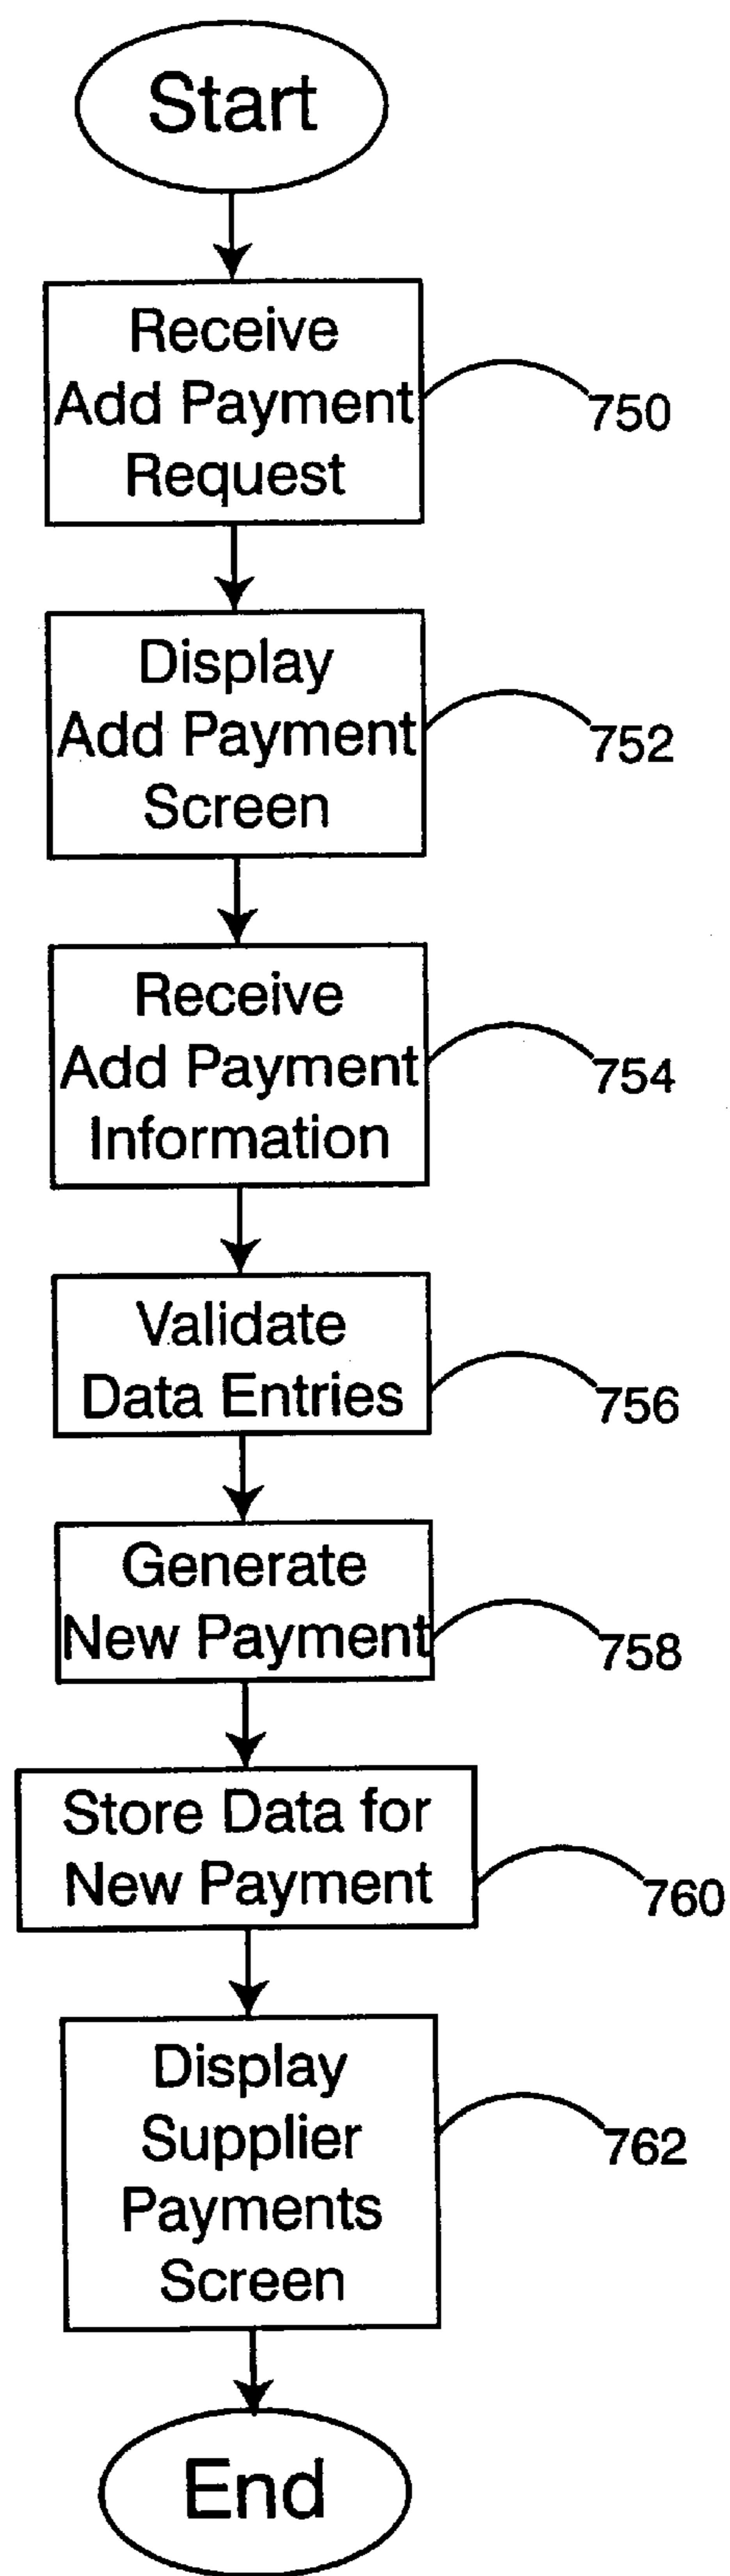 Start
Receive
Add Payment
Request
750
Display
Add Payment
Screen
752
Receive
Add Payment
Information
754
Validate
Data Entries
756
Generate
New Payment
758
Store Data for
New Payment
760
Display
Supplier
Payments
Screen
762
End